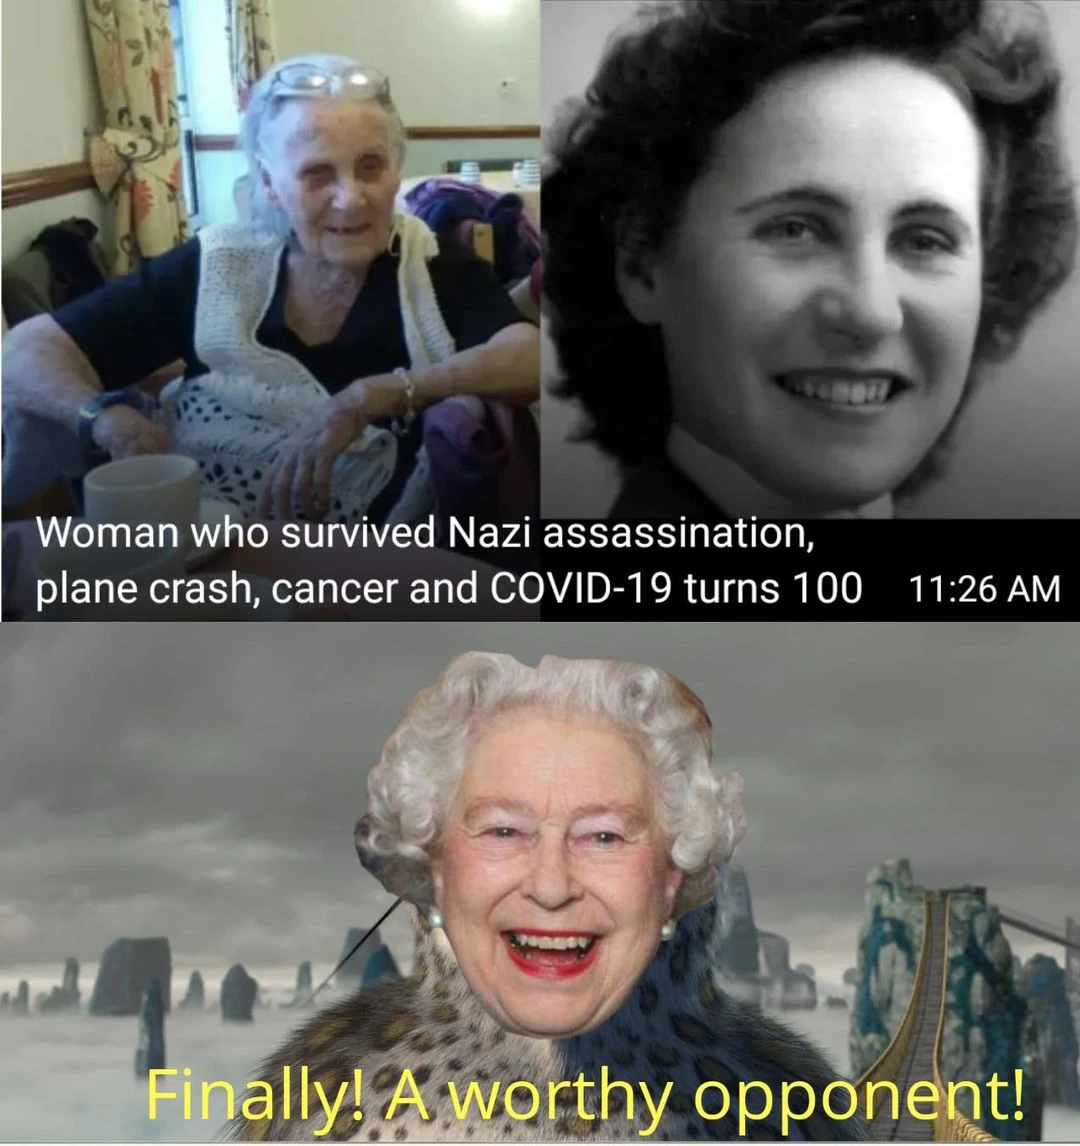 Woman who survived Nazi assassination,
plane crash, cancer and COVID-19 turns 100 11:26 AM
Finally! A worthy opponent!